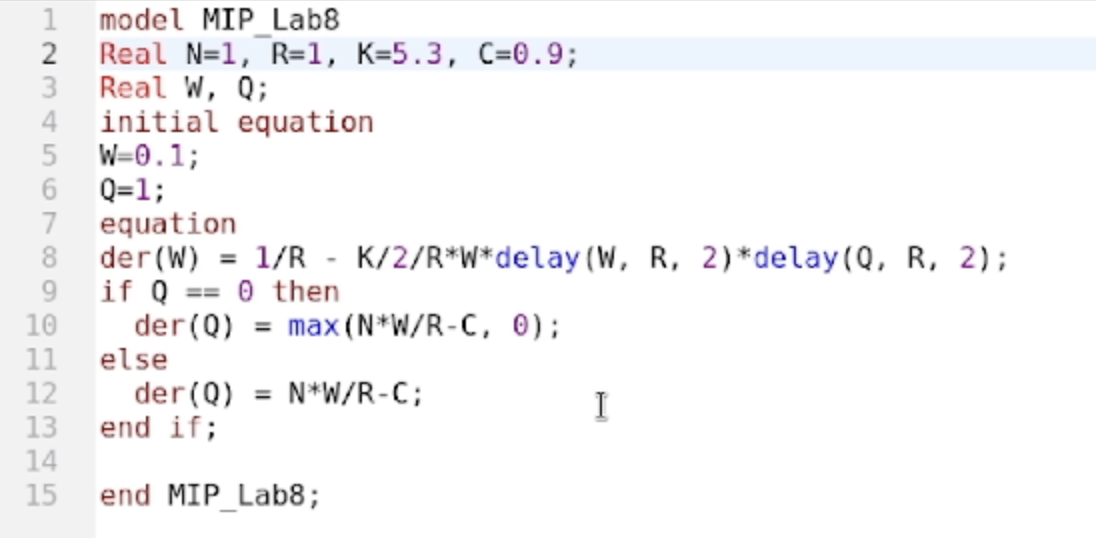 1 model MIP_Lab8
2 Real N=1, R=1, K=5.3, C=0.9;
3 Real W, Q;
4 initial equation
5 W=0.1;
6 Q=1;
7 equation
8 der(W) = 1/R - K/2/R*W*delay(W, R, 2)*delay(Q, R, 2);
9 if Q == 0 then
10   der(Q) = max(N*W/R-C, 0);
11 else
12   der(Q) = N*W/R-C;
13 end if;
14
15 end MIP_Lab8;